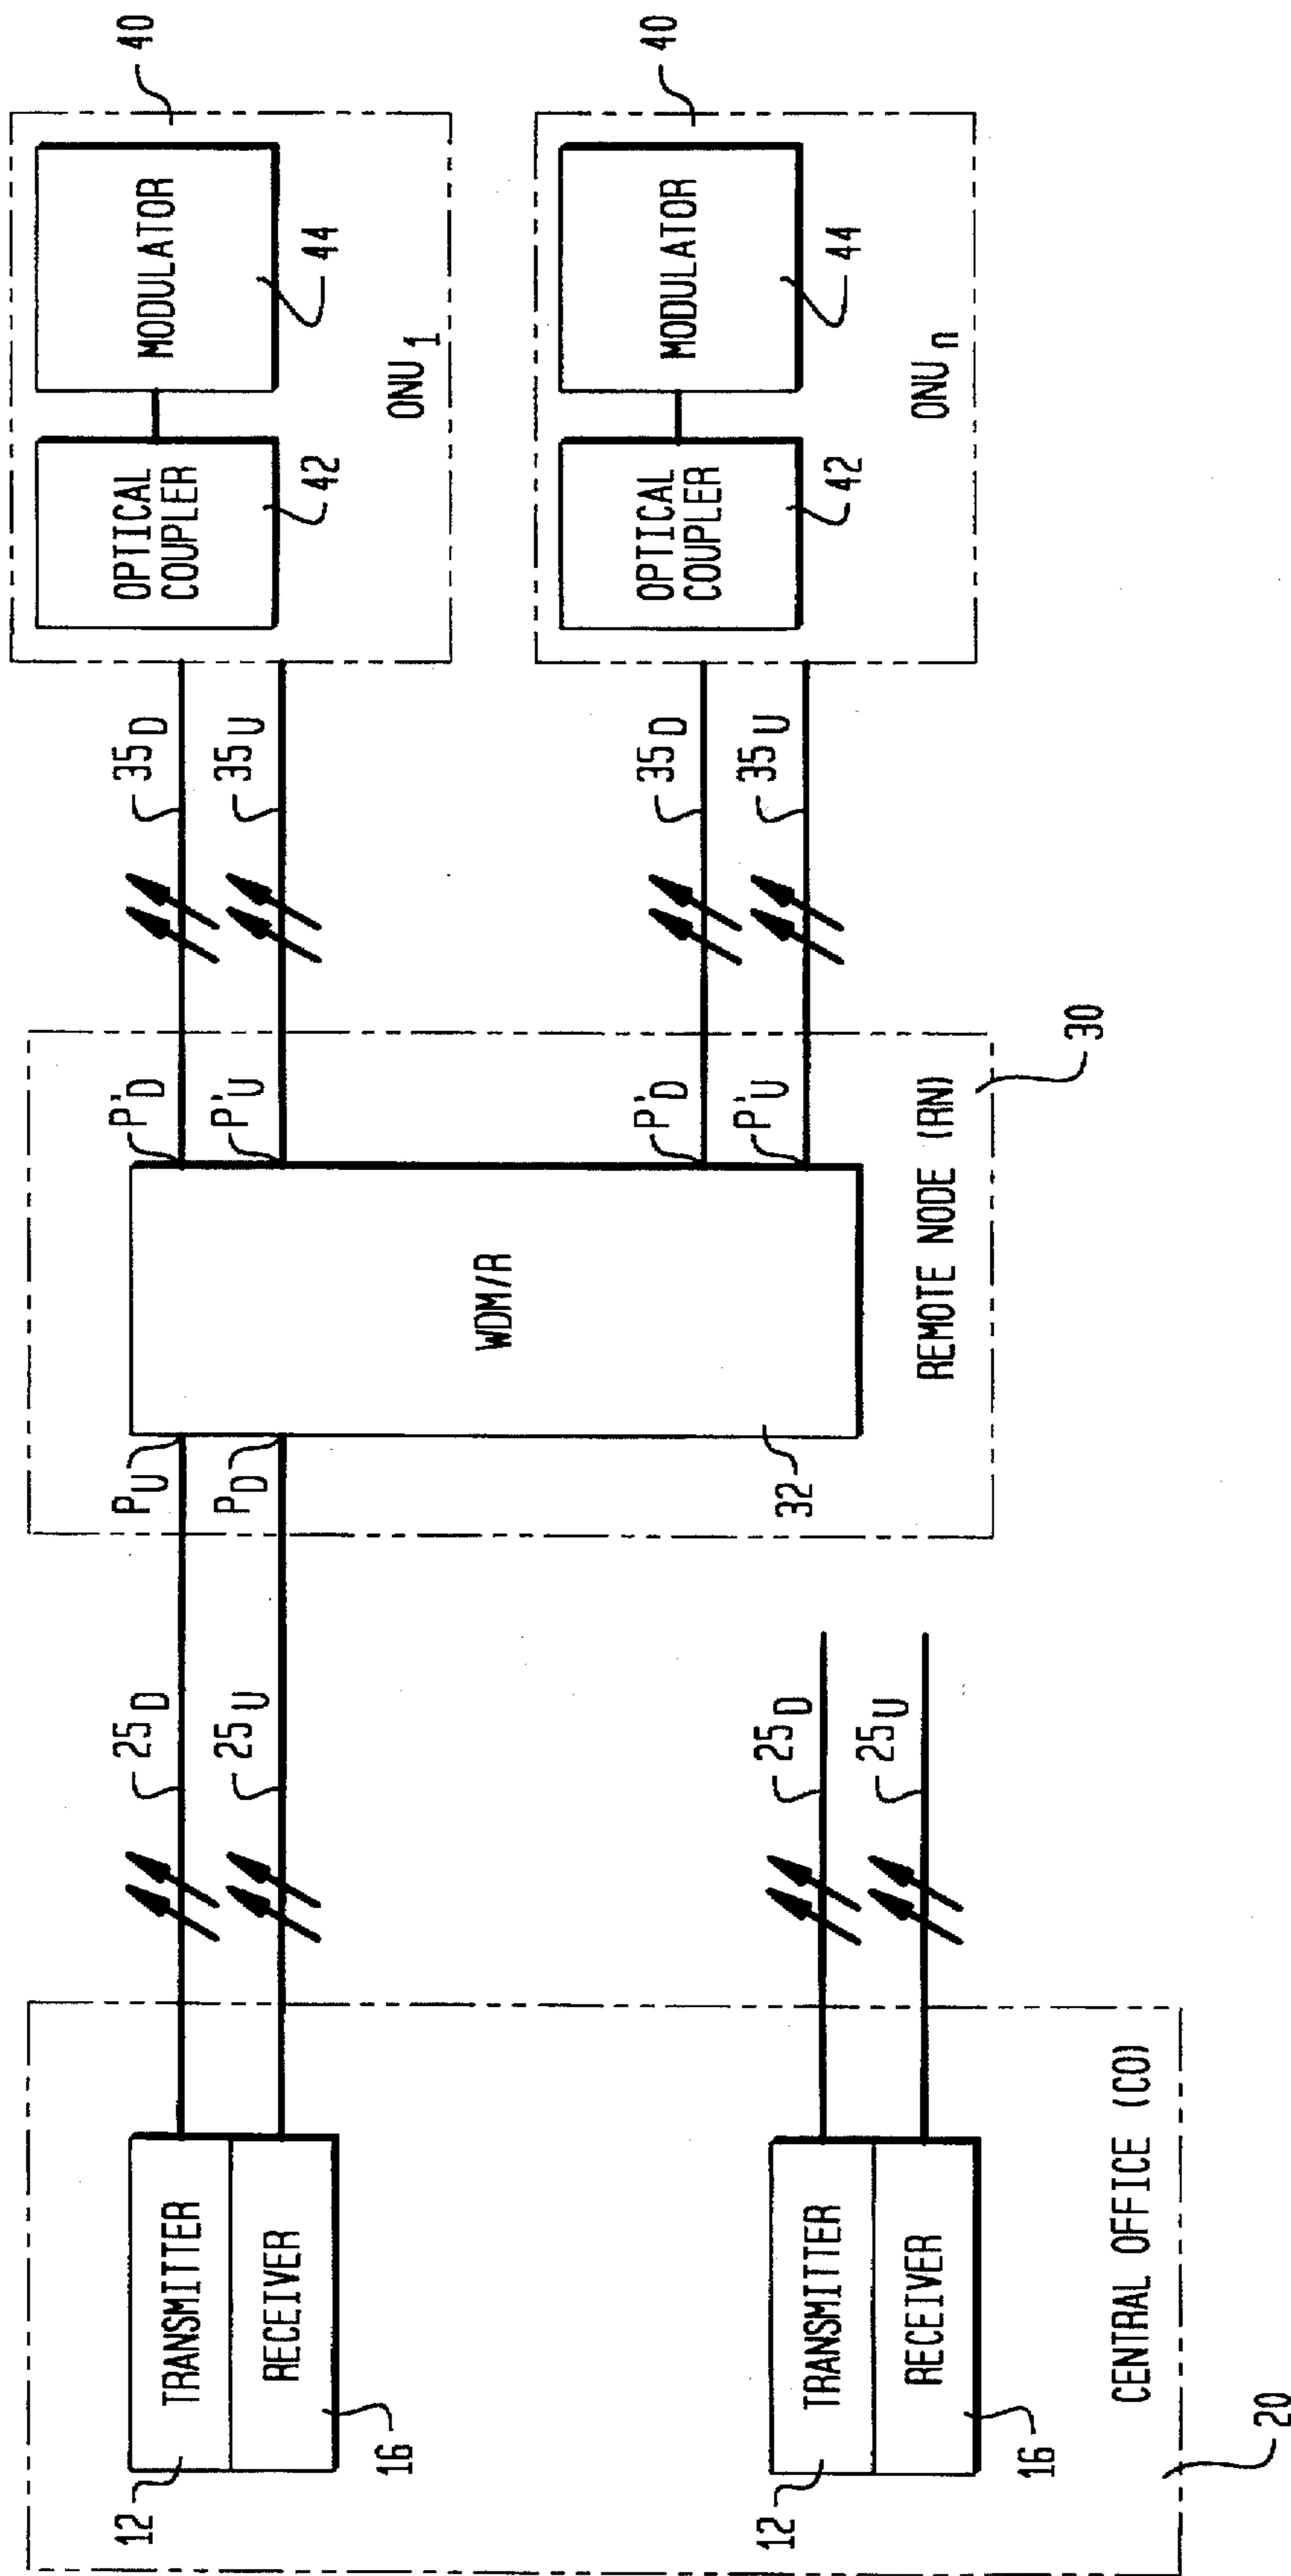 12
TRANSMITTER
RECEIVER
16
25D
25U
12
TRANSMITTER
RECEIVER
16
25D
25U
CENTRAL OFFICE (CO)
20
PU
PD
WDM/R
32
P'D
P'U
P'D
P'U
REMOTE NODE (RN)
30
35D
35U
OPTICAL
COUPLER
42
MODULATOR
44
ONU1
40
35D
35U
OPTICAL
COUPLER
42
MODULATOR
44
ONUn
40